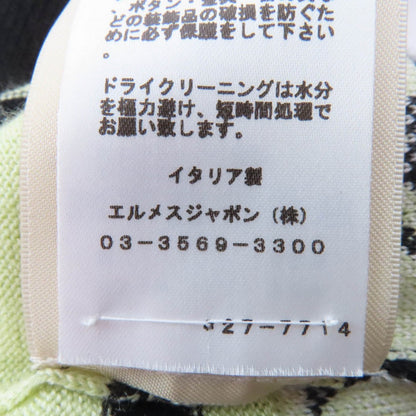 どの装飾品の破損を防ぐた
めに必ず保護をして下さい
。
ドライクリーニングは水分
を極力避け、短時間処理で
お願い致します。
イタリア製
エルメスジャポン（株）
03-3569-3300
327-7714